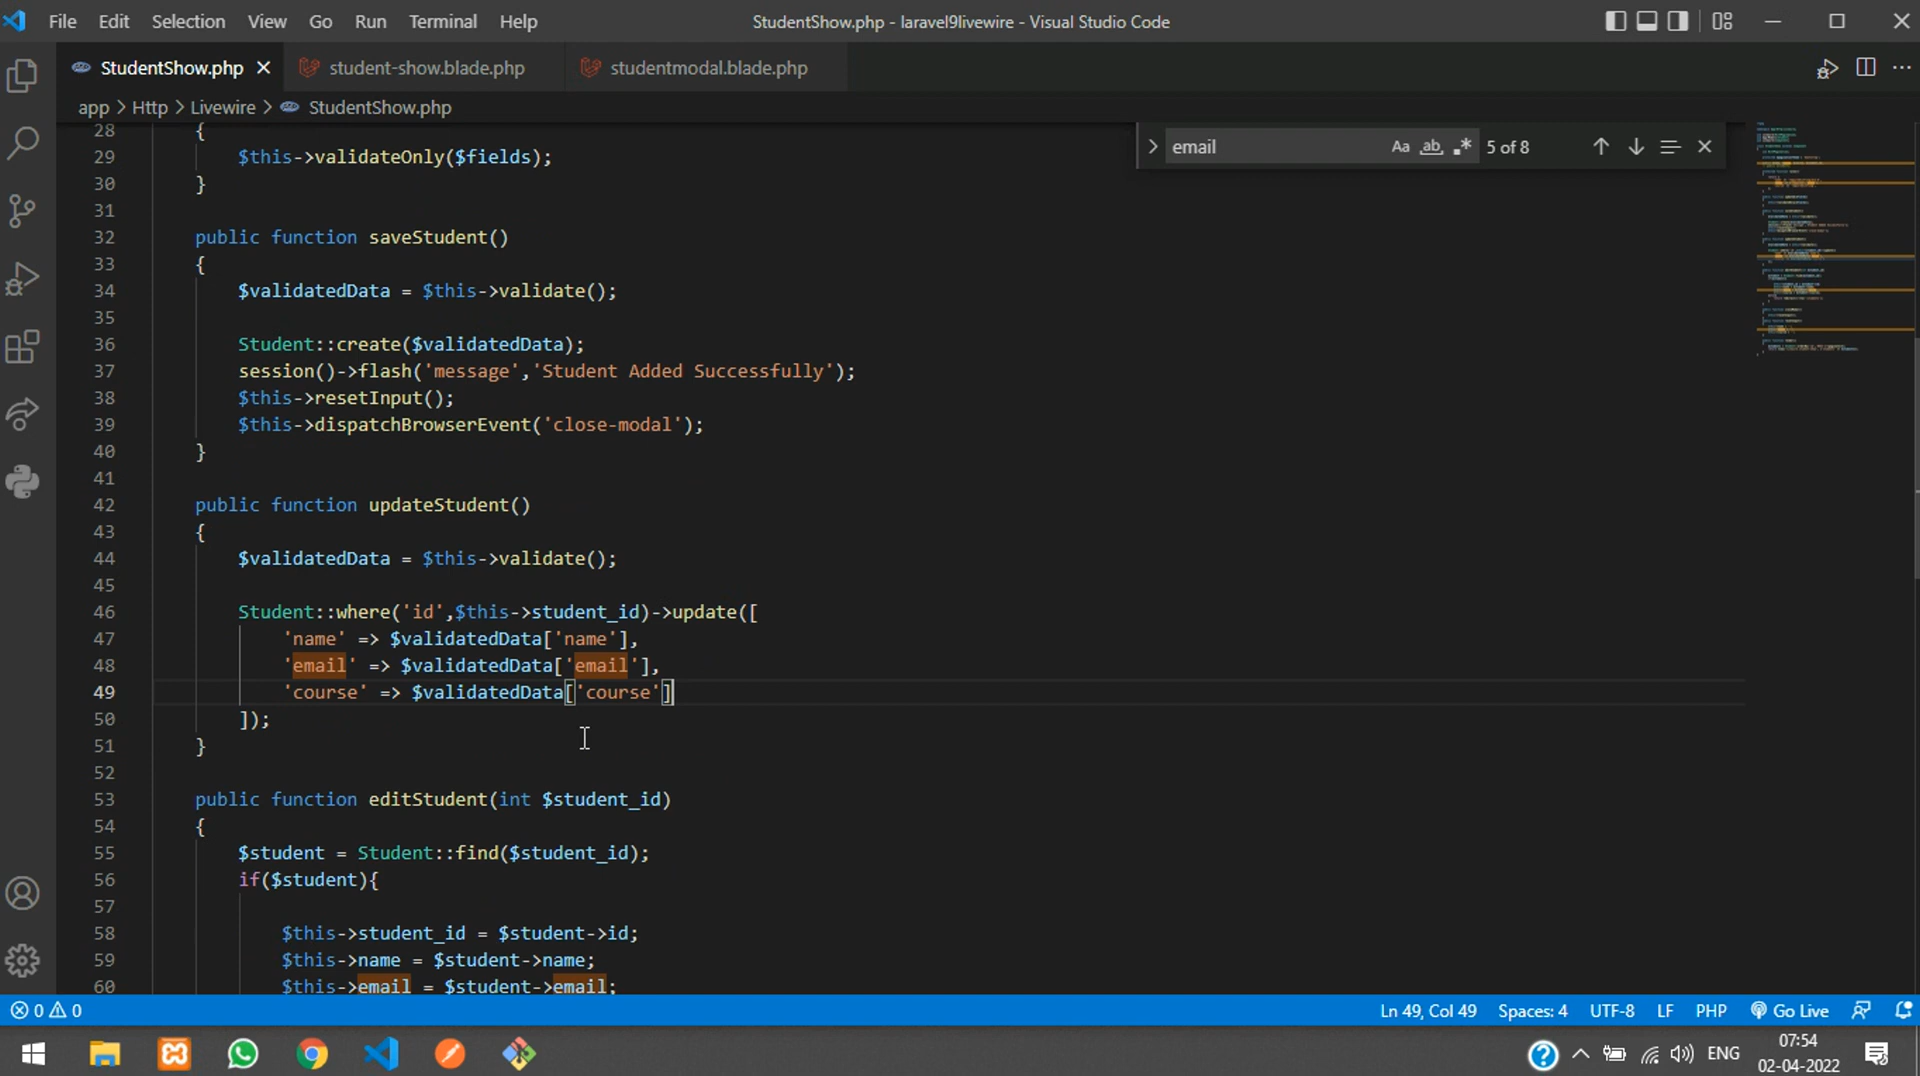 File Edit Selection View Go Run Terminal Help StudentShow.php - laravel9livewire - Visual Studio Code
StudentShow.php student-show.blade.php studentmodal.blade.php
app > Http > Livewire > StudentShow.php
email Aa ab .* 5 of 8
28 {
29 $this->validateOnly($fields);
30 }
31
32 public function saveStudent()
33 {
34 $validatedData = $this->validate();
35
36 Student::create($validatedData);
37 session()->flash('message','Student Added Successfully');
38 $this->resetInput();
39 $this->dispatchBrowserEvent('close-modal');
40 }
41
42 public function updateStudent()
43 {
44 $validatedData = $this->validate();
45
46 Student::where('id',$this->student_id)->update([
47 'name' => $validatedData['name'],
48 'email' => $validatedData['email'],
49 'course' => $validatedData['course']
50 ]);
51 }
52
53 public function editStudent(int $student_id)
54 {
55 $student = Student::find($student_id);
56 if($student){
57
58 $this->student_id = $student->id;
59 $this->name = $student->name;
60 $this->email = $student->email;
0 0 Ln 49, Col 49 Spaces: 4 UTF-8 LF PHP Go Live
ENG 07:54
02-04-2022